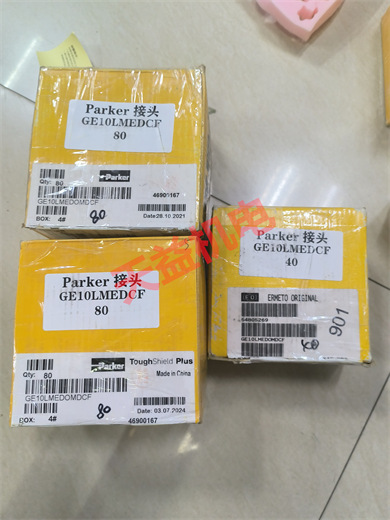 Parker 接头
GE10LMEDCF
80
Qty: 80
Parker
46900167
GE10LMEDOMDCF
BOX: 4#
80
Date:28.10.2021
Parker 接头
GE10LMEDCF
80
Parker
ToughShield Plus
Made in China
Qty: 80
GE10LMEDOMDCF
Date: 03.07.2024
BOX: 4#
80
46900167
Parker 接头
GE10LMEDCF
40
EO
ERMETO ORIGINAL
GE10LMEDOMDCF
40
901
天益机电